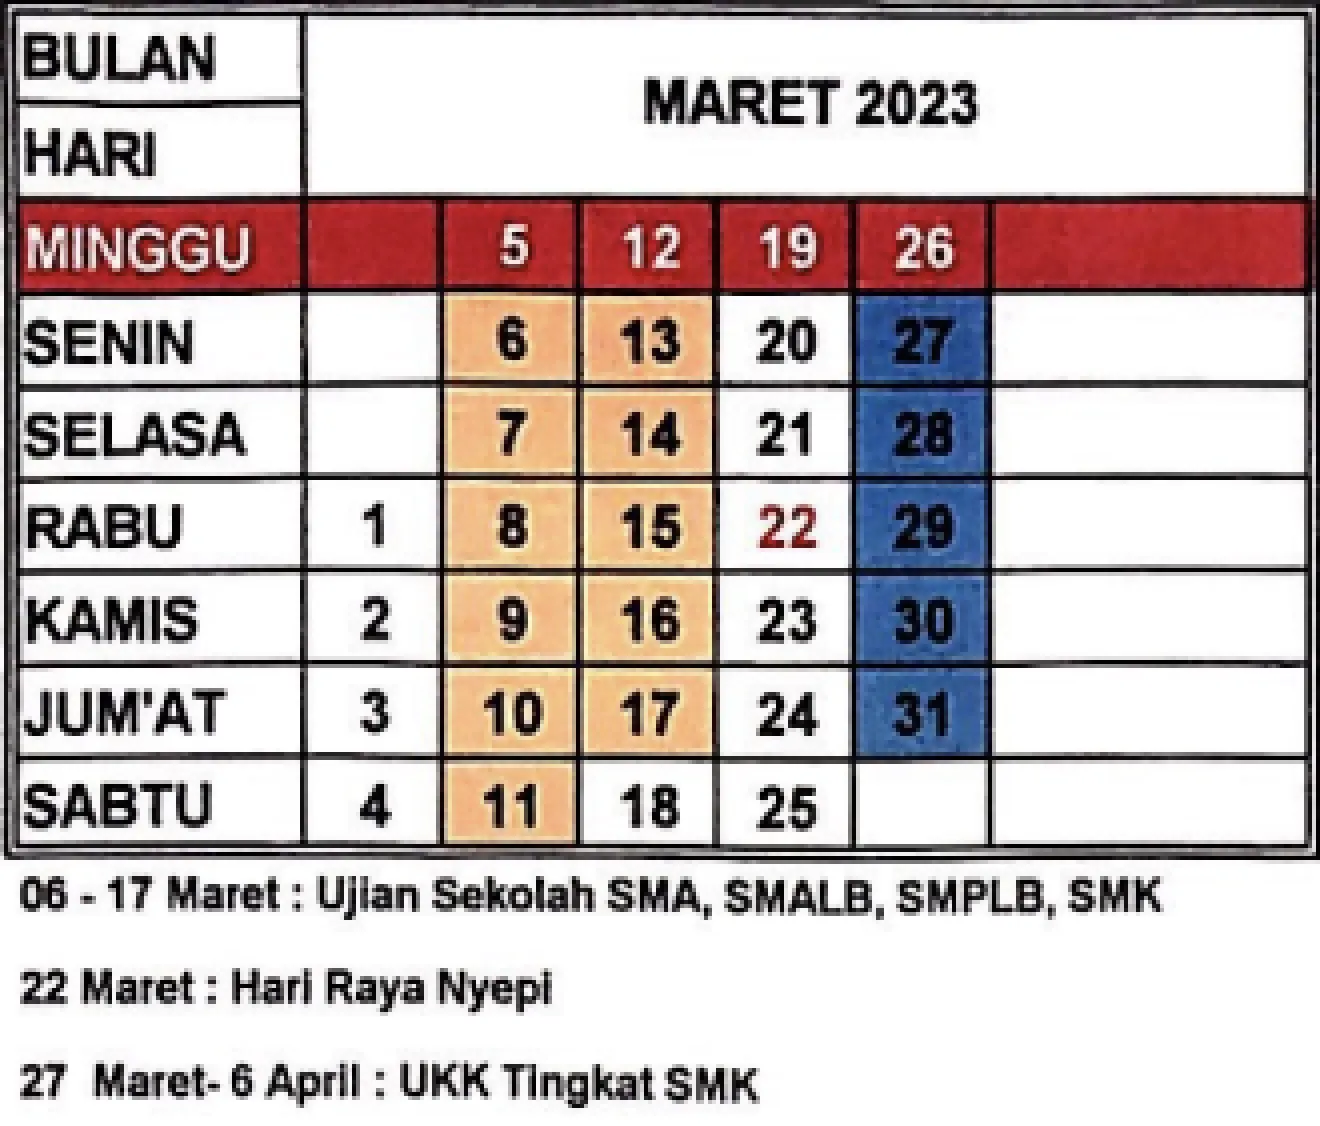 BULAN
MARET 2023
HARI
MINGGU 5 12 19 26
SENIN 6 13 20 27
SELASA 7 14 21 28
RABU 1 8 15 22 29
KAMIS 2 9 16 23 30
JUM'AT 3 10 17 24 31
SABTU 4 11 18 25
06 - 17 Maret : Ujian Sekolah SMA, SMALB, SMPLB, SMK
22 Maret : Hari Raya Nyepi
27 Maret- 6 April : UKK Tingkat SMK